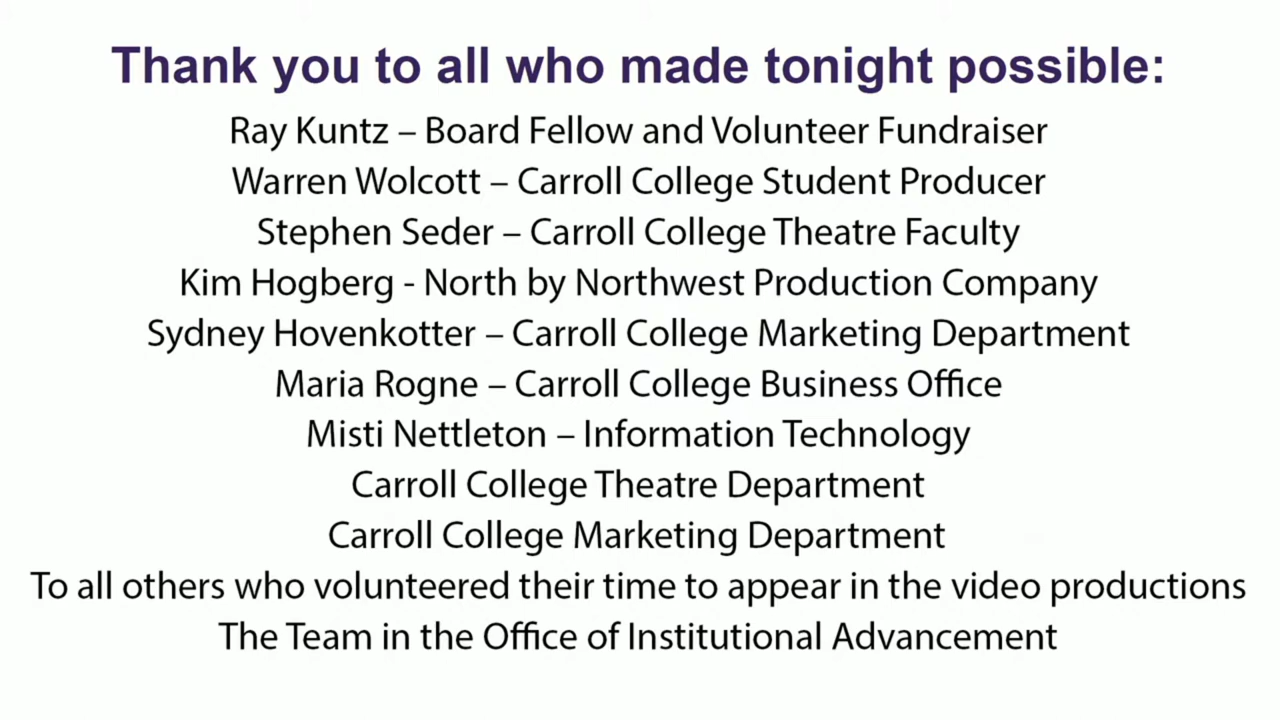 Thank you to all who made tonight possible:
Ray Kuntz – Board Fellow and Volunteer Fundraiser
Warren Wolcott – Carroll College Student Producer
Stephen Seder – Carroll College Theatre Faculty
Kim Hogberg - North by Northwest Production Company
Sydney Hovenkotter – Carroll College Marketing Department
Maria Rogne – Carroll College Business Office
Misti Nettleton – Information Technology
Carroll College Theatre Department
Carroll College Marketing Department
To all others who volunteered their time to appear in the video productions
The Team in the Office of Institutional Advancement